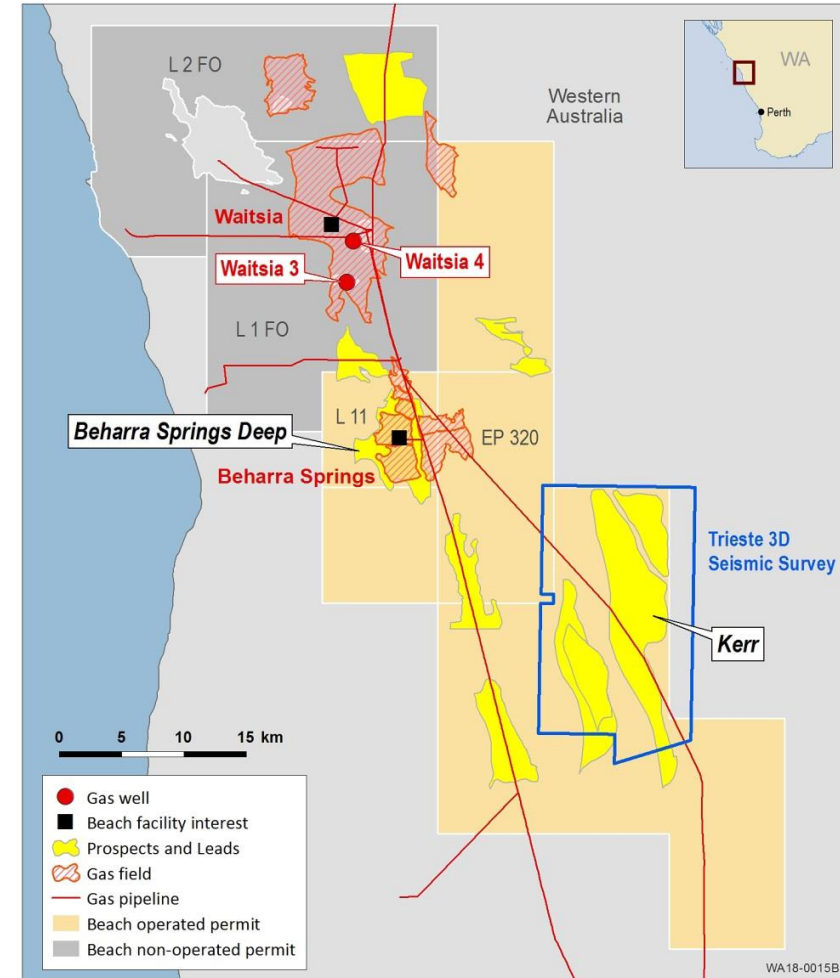 L 2 FO
Western
Australia
WA
Perth
Waitsia
Waitsia 4
Waitsia 3
L 1 FO
L 11
EP 320
Beharra Springs Deep
Beharra Springs
Trieste 3D
Seismic Survey
Kerr
0 5 10 15 km
Gas well
Beach facility interest
Prospects and Leads
Gas field
Gas pipeline
Beach operated permit
Beach non-operated permit
WA18-0015B